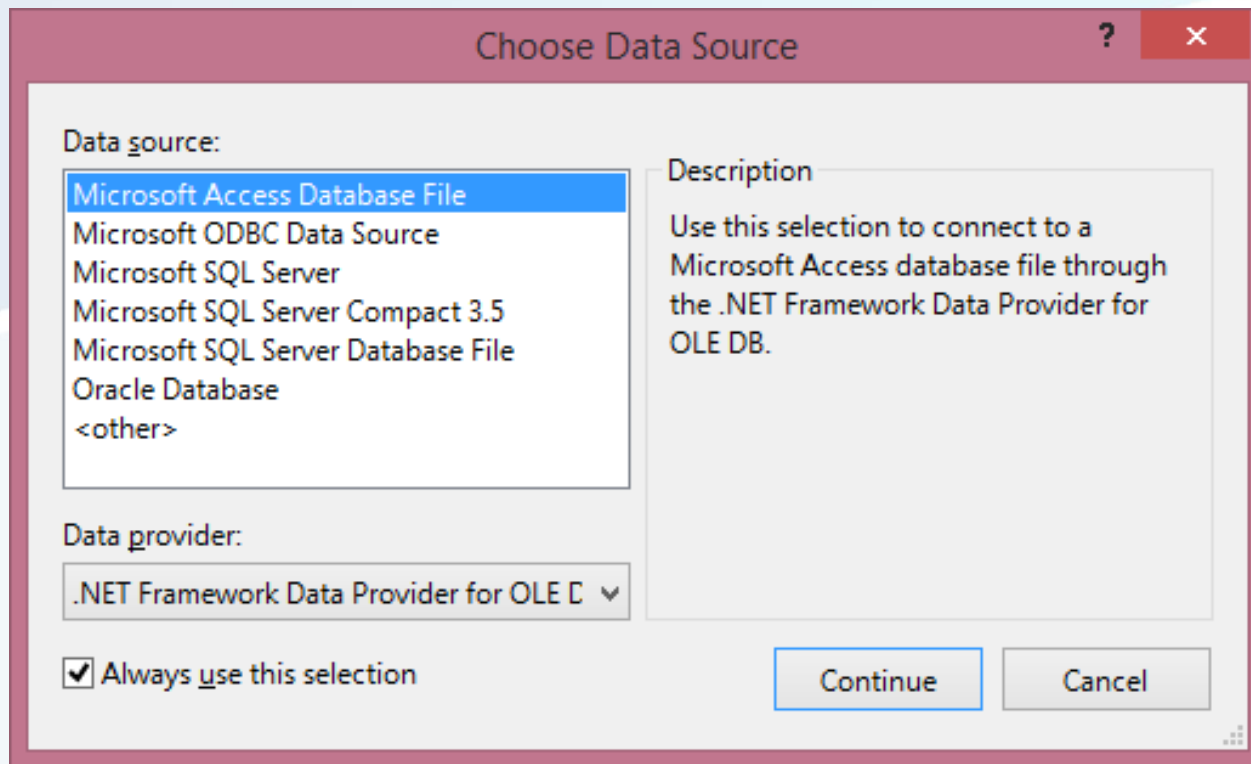 Choose Data Source
?
Data source:
Microsoft Access Database File
Microsoft ODBC Data Source
Microsoft SQL Server
Microsoft SQL Server Compact 3.5
Microsoft SQL Server Database File
Oracle Database
<other>
Description
Use this selection to connect to a
Microsoft Access database file through
the .NET Framework Data Provider for
OLE DB.
Data provider:
.NET Framework Data Provider for OLE D
Always use this selection
Continue
Cancel